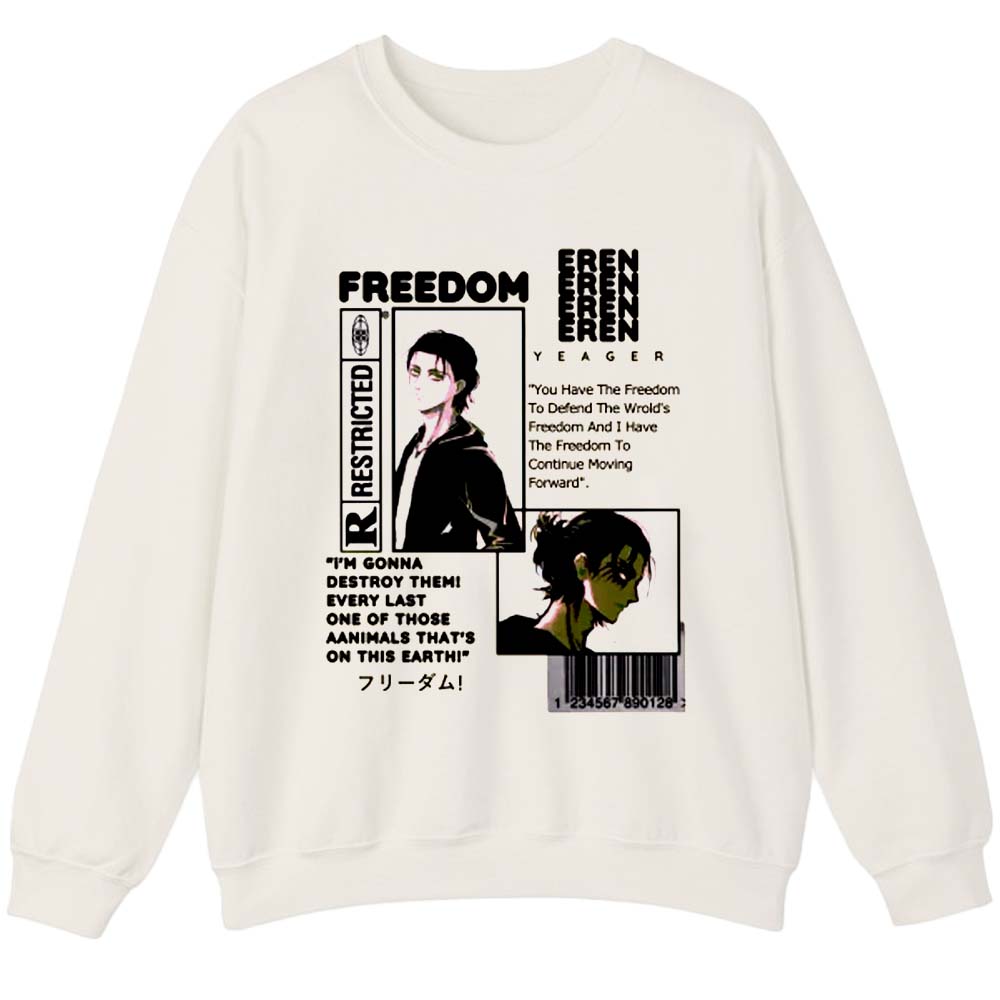 FREEDOM
EREN
EREN
EREN
EREN
YEAGER
R RESTRICTED
®
"You Have The Freedom
To Defend The Wrold's
Freedom And I Have
The Freedom To
Continue Moving
Forward".
"I'M GONNA
DESTROY THEM!
EVERY LAST
ONE OF THOSE
AANIMALS THAT'S
ON THIS EARTH!"
フリーダム!
1 234567 890128 >